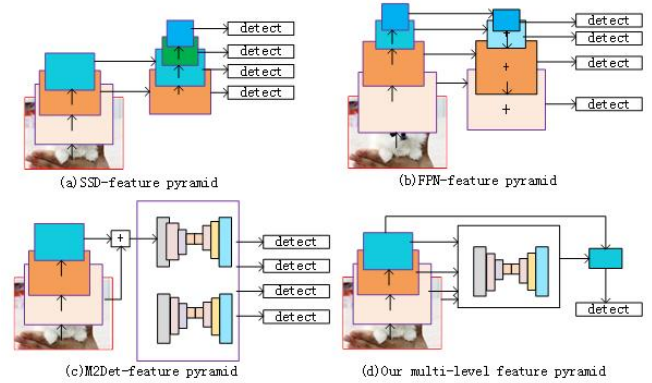 detect
detect
detect
detect
(a)SSD-feature pyramid
detect
detect
detect
detect
(b)FPN-feature pyramid
detect
detect
detect
detect
(c)M2Det-feature pyramid
detect
(d)Our multi-level feature pyramid